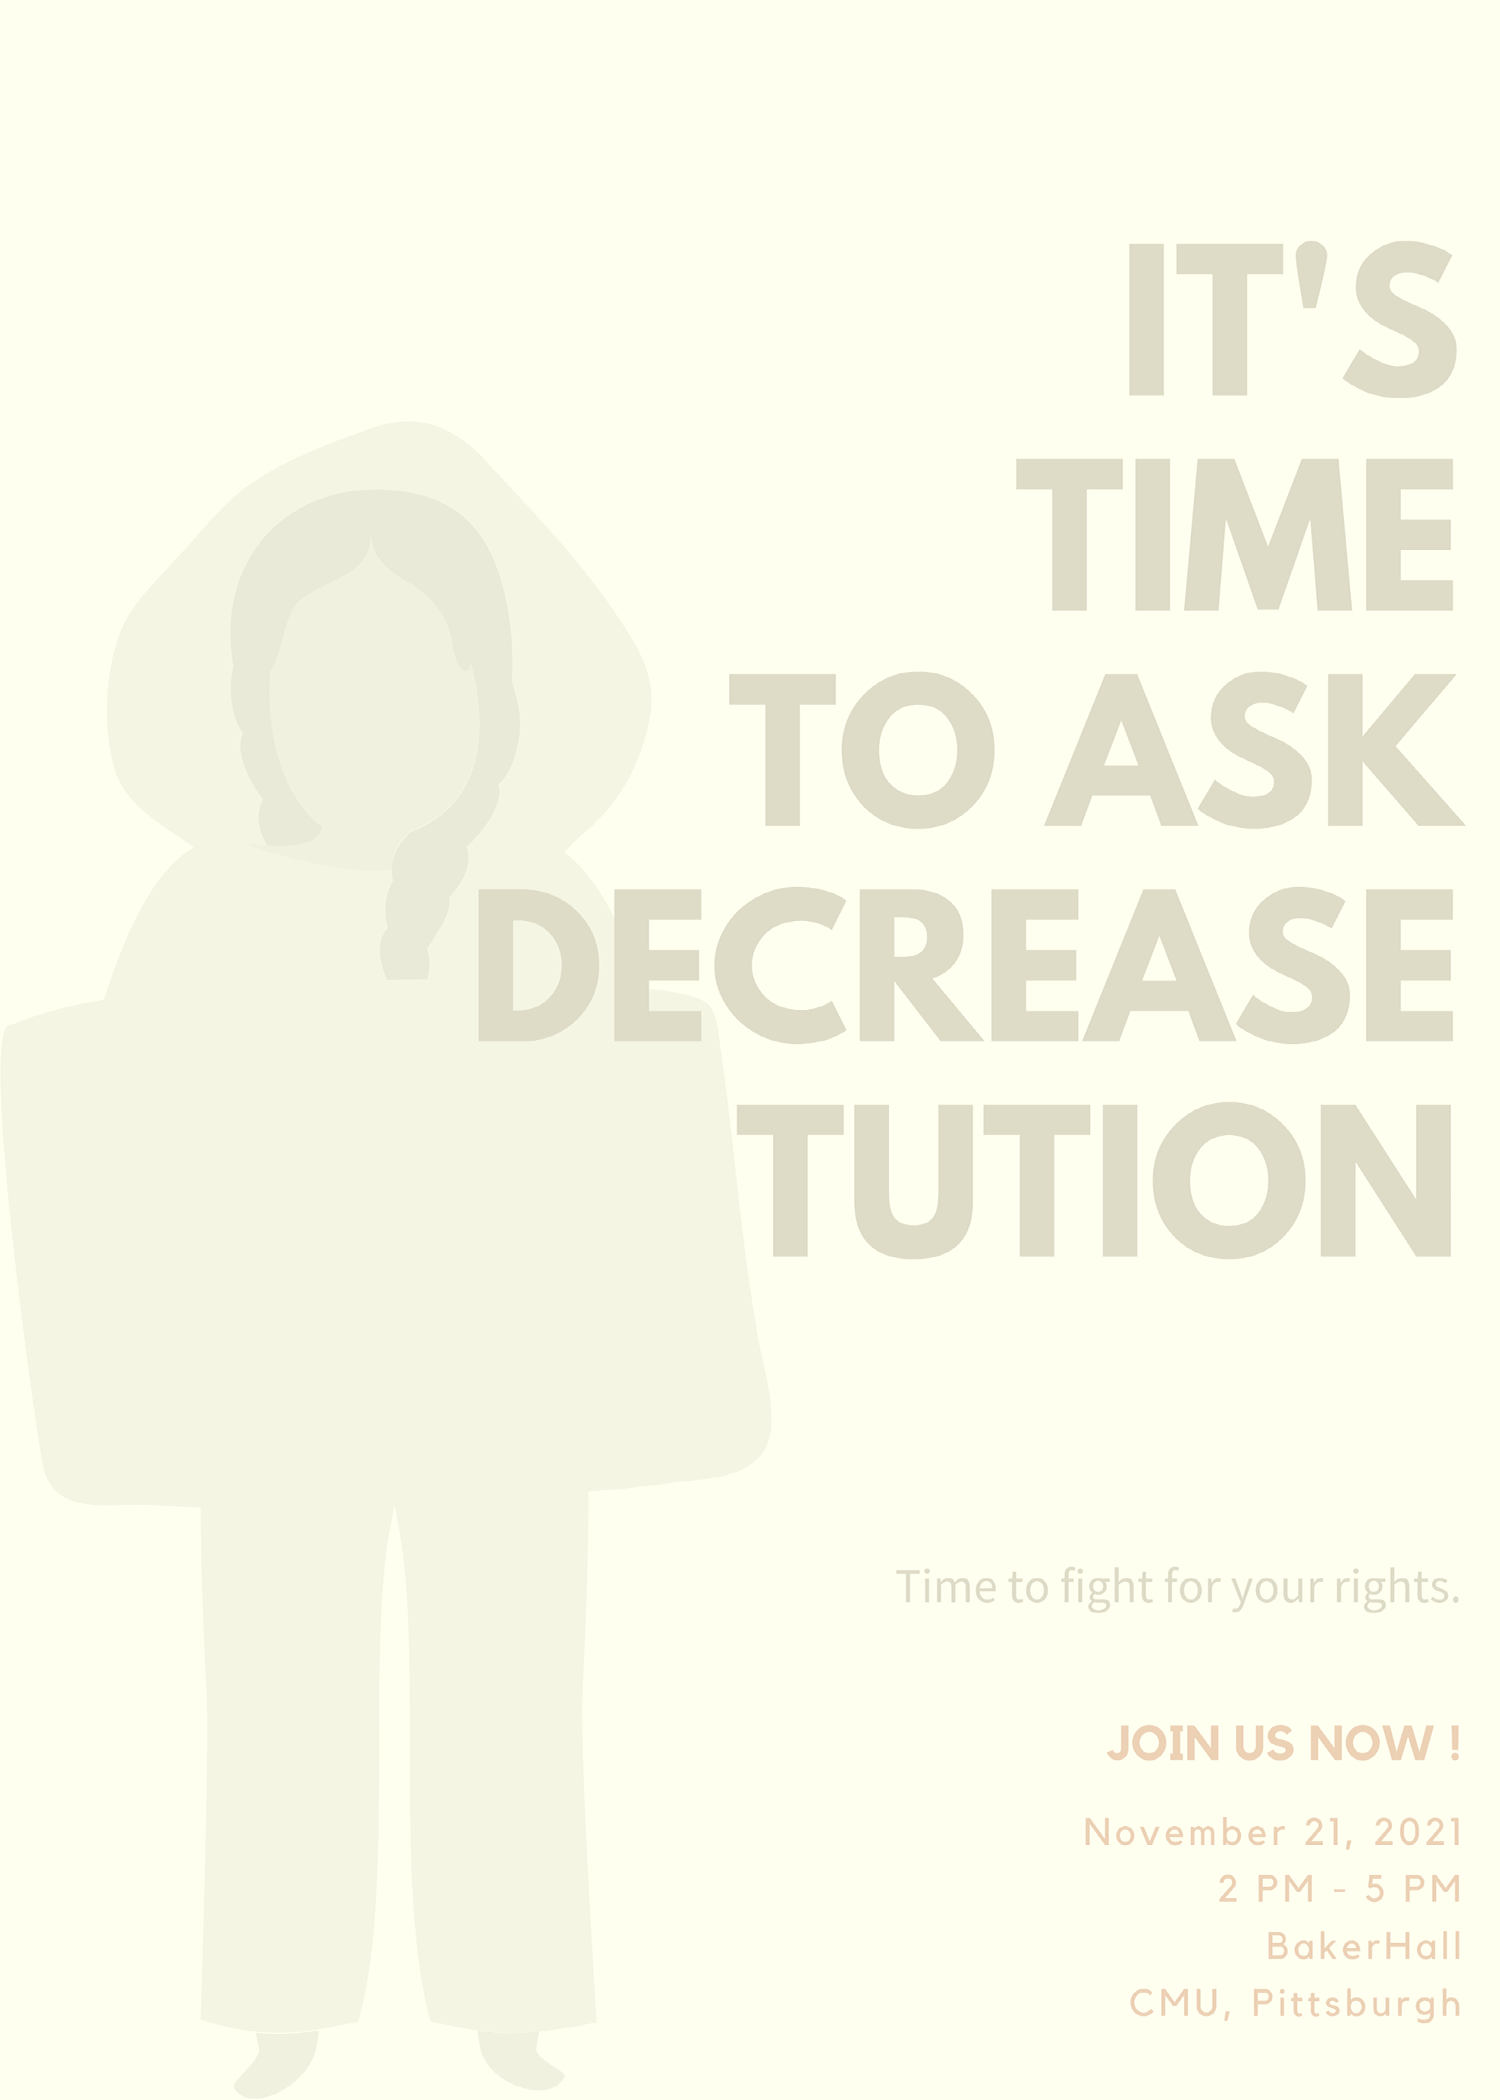 IT'S
TIME
TO ASK
DECREASE
TUTION
Time to fight for your rights.
JOIN US NOW !
November 21, 2021
2 PM - 5 PM
BakerHall
CMU, Pittsburgh